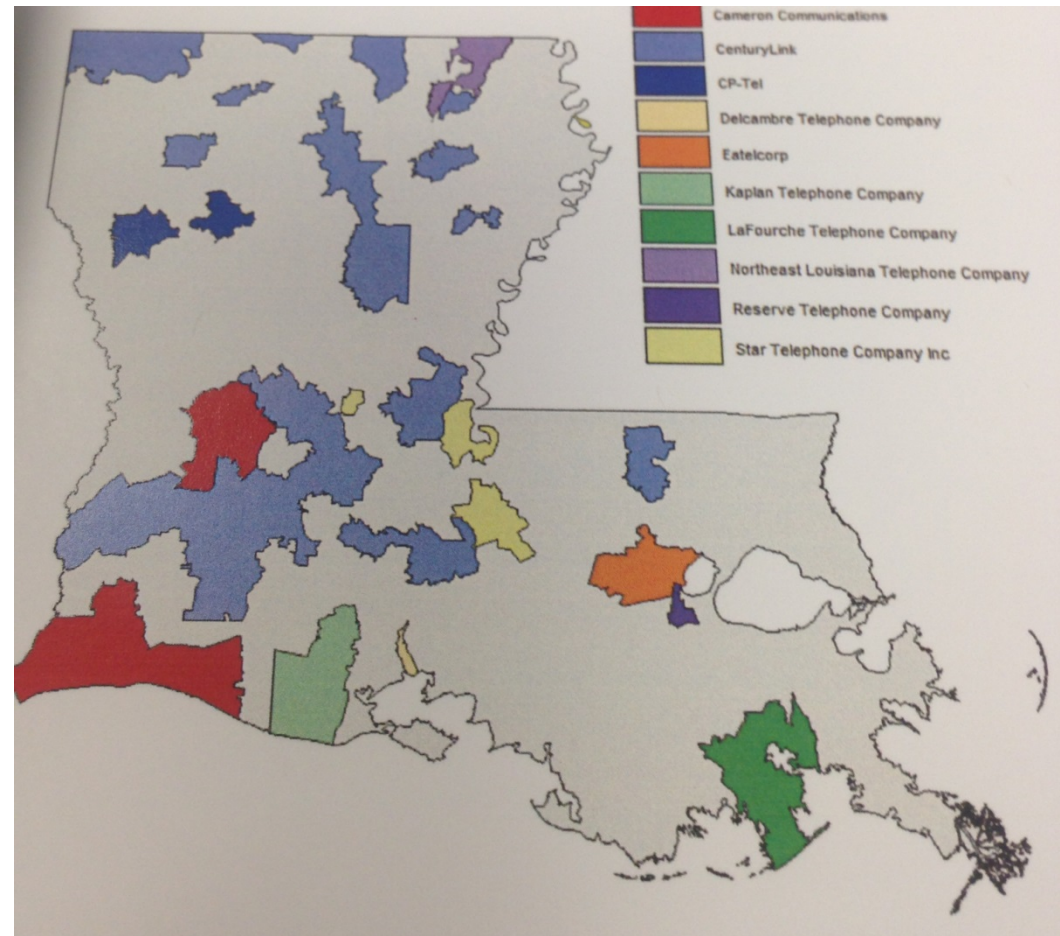 Cameron Communications
CenturyLink
CP-Tel
Delcambre Telephone Company
Eatelcorp
Kaplan Telephone Company
LaFourche Telephone Company
Northeast Louisiana Telephone Company
Reserve Telephone Company
Star Telephone Company Inc